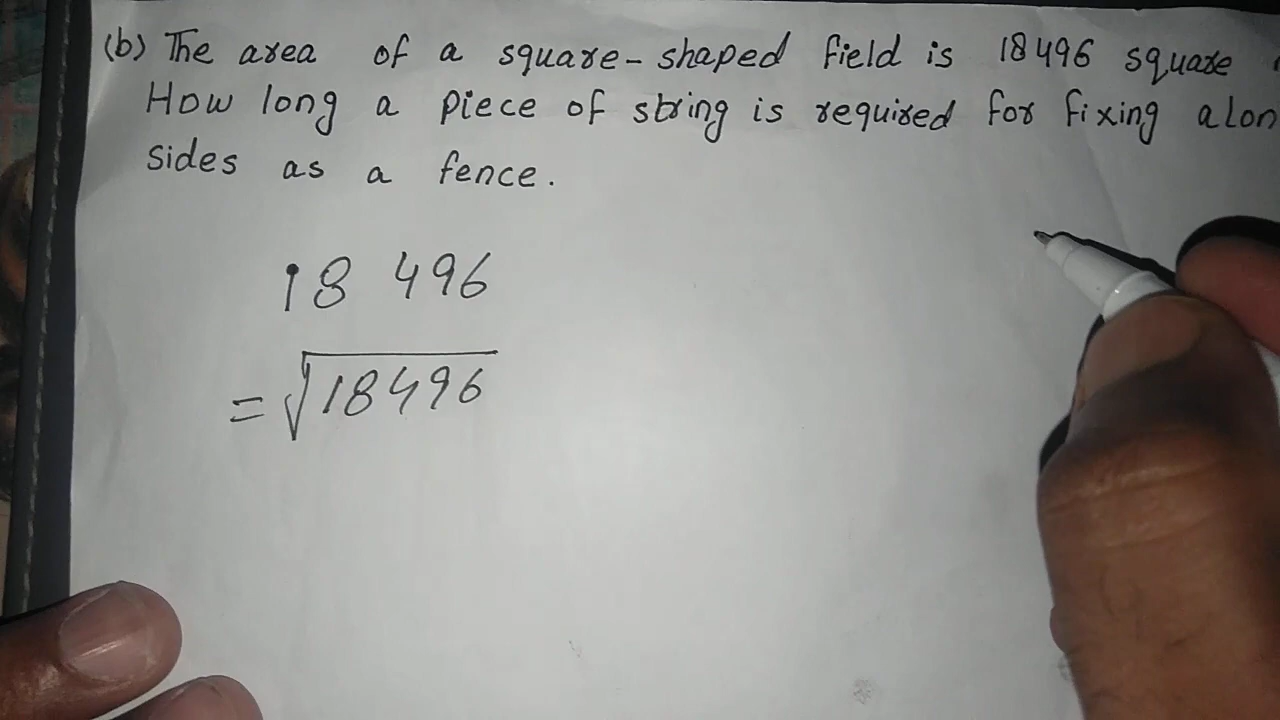 (b) The area of a square-shaped field is 18496 square
How long a piece of string is required for fixing alon
sides as a fence.
18 496
= √18496